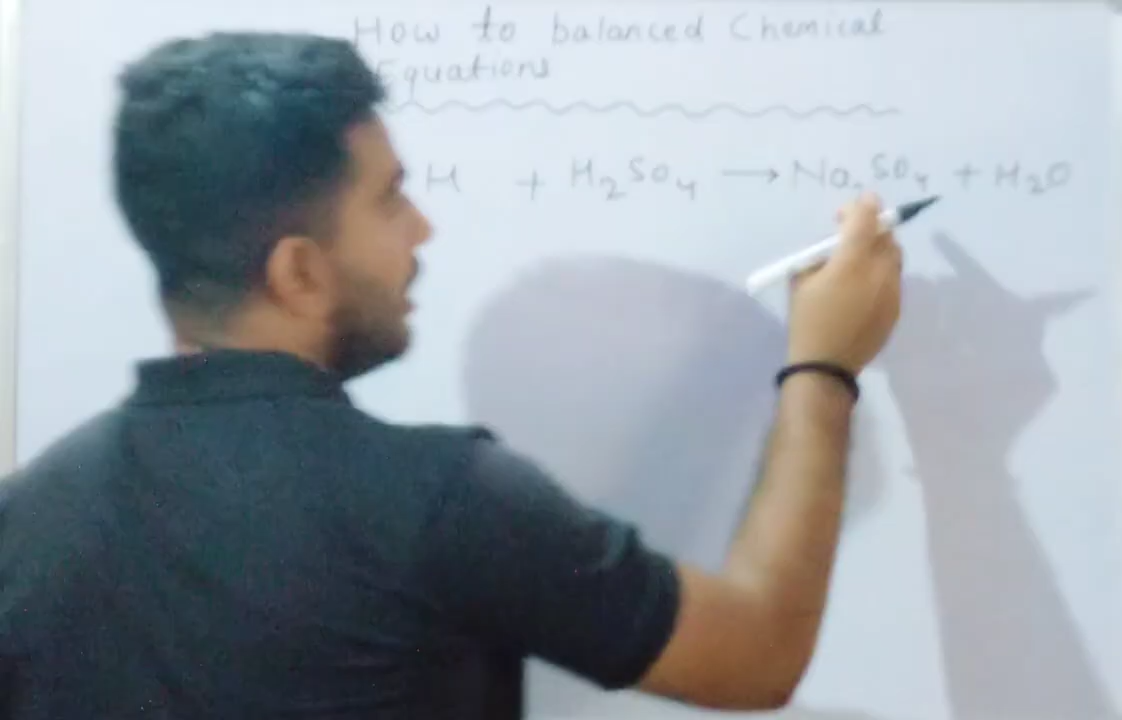 How to balanced Chemical
Equations
H + H₂SO₄ → Na₂SO₄ + H₂O